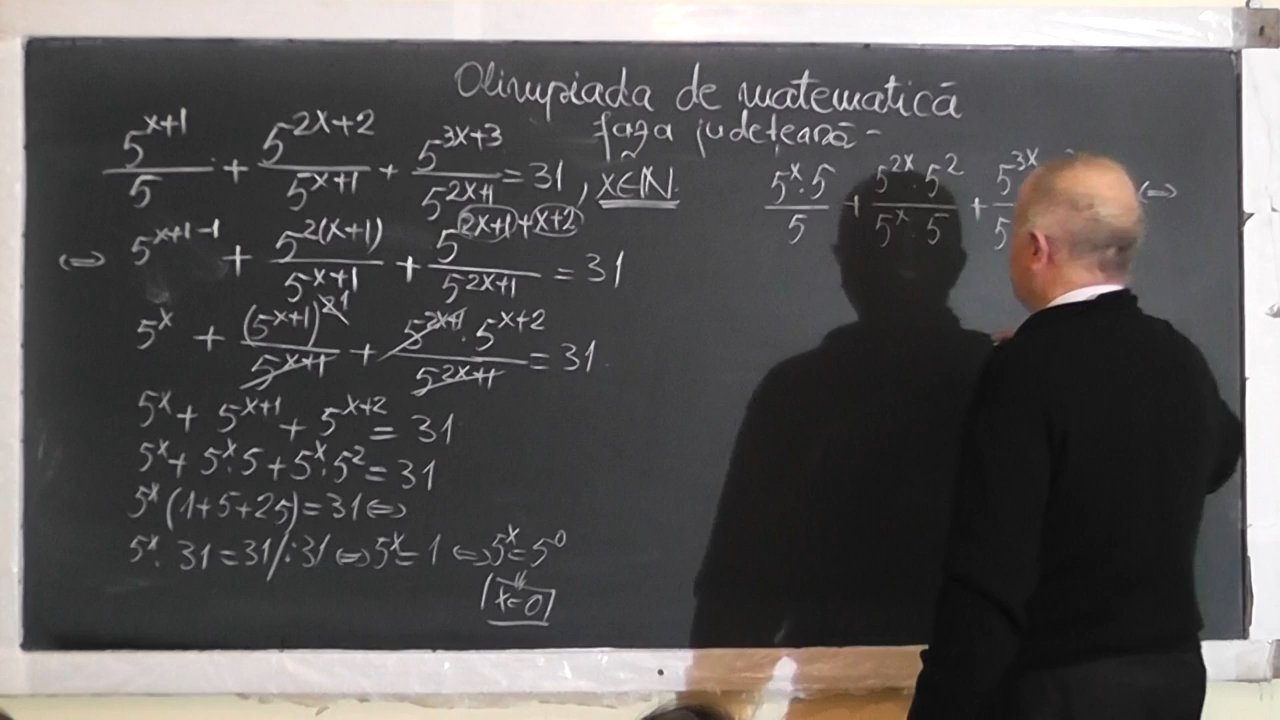 Olimpiada de matematică
faza județeană -
5^{x+1}/5 + 5^{2x+2}/5^{x+1} + 5^{3x+3}/5^{2x+1} = 31, x∈ℕ.
⇔ 5^{x+1-1} + 5^{2(x+1)}/5^{x+1} + 5^{2x+1+x+2}/5^{2x+1} = 31
5^x + (5^{x+1})^{2 1}/5^{x+1} + 5^{2x+1}·5^{x+2}/5^{2x+1} = 31.
5^x + 5^{x+1} + 5^{x+2} = 31
5^x + 5^x·5 + 5^x·5^2 = 31
5^x(1+5+25) = 31 ⇔
5^x·31 = 31/:31 ⇔ 5^x = 1 ⇔ 5^x = 5^0
x=0
5^x·5/5 + 5^{2x}·5^2/5^x·5 + 5^{3x} 5 ⇔